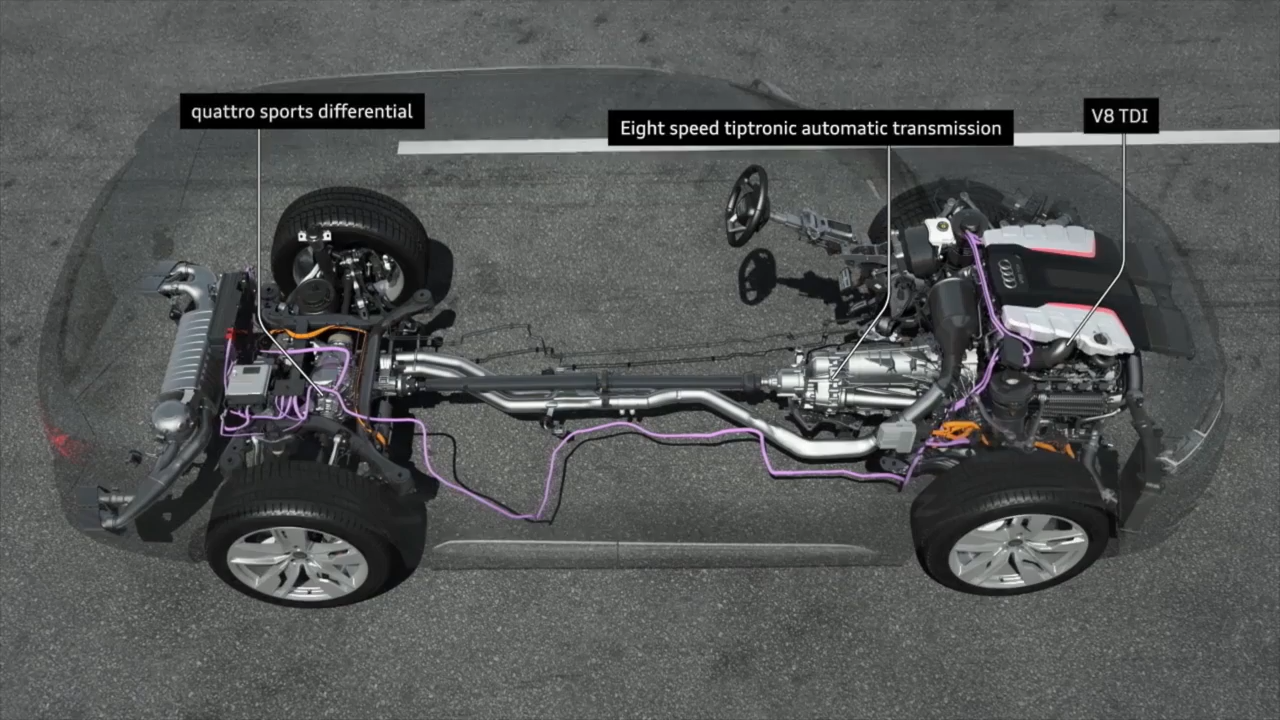 quattro sports differential
Eight speed tiptronic automatic transmission
V8 TDI